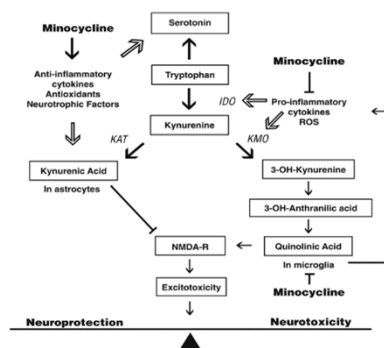 Serotonin
Minocycline
Minocycline
Anti-inflammatory
cytokines
Antioxidants
Neurotrophic Factors
Tryptophan
IDO
Pro-inflammatory
cytokines
ROS
Kynurenine
KAT
KMO
Kynurenic Acid
In astrocytes
3-OH-Kynurenine
3-OH-Anthranilic acid
NMDA-R
Quinolinic Acid
In microglia
Excitotoxicity
Minocycline
Neuroprotection
Neurotoxicity